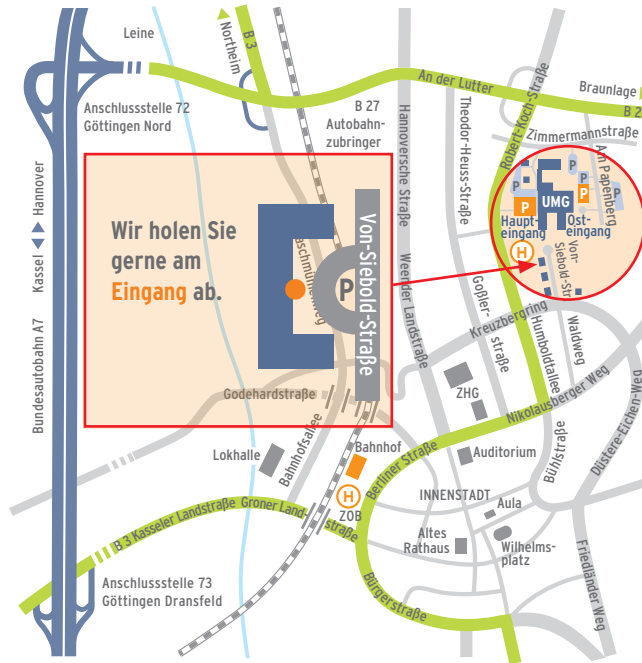 Leine
Northeim
B 3
An der Lutter
Braunlage
B 2
Anschlussstelle 72
Göttingen Nord
B 27
Autobahn-
zubringer
Hannoversche Straße
Theodor-Heuss-Straße
Robert-Koch-Straße
Zimmermannstraße
Am Papenberg
P
P
P
P
P
P
UMG
Haupt-
eingang
Ost-
eingang
H
Von-
Siebold-Str
Kassel
Hannover
Bundesautobahn A7
Wir holen Sie
gerne am
Eingang ab.
P
Von-Siebold-Straße
Weender Landstraße
Goßler-
straße
Kreuzbergring
Humboldtallee
Waldweg
Godehardstraße
ZHG
Nikolausberger Weg
Düstere-Eichen-Weg
Lokhalle
Bahnhofsallee
Bahnhof
H
ZOB
Berliner Straße
Auditorium
Bühlstraße
INNENSTADT
Aula
B 3 Kasseler Landstraße
Groner Land-
straße
Altes
Rathaus
Wilhelms-
platz
Anschlussstelle 73
Göttingen Dransfeld
Bürgerstraße
Friedländer Weg